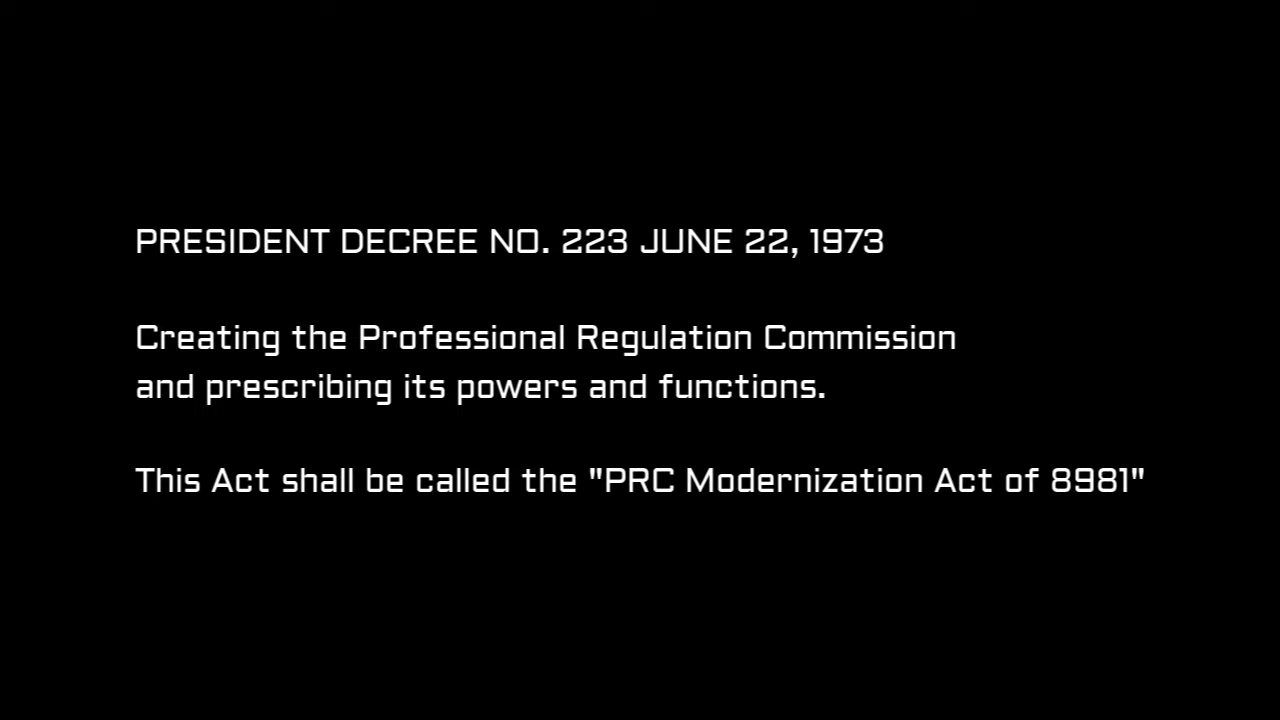 PRESIDENT DECREE NO. 223 JUNE 22, 1973
Creating the Professional Regulation Commission
and prescribing its powers and functions.
This Act shall be called the "PRC Modernization Act of 8981"